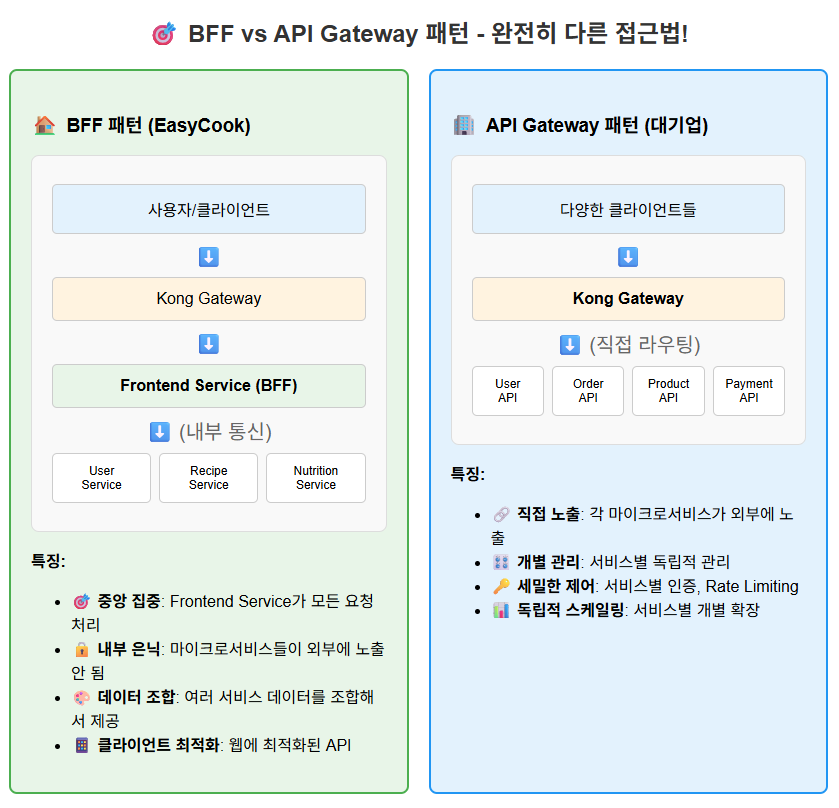 🎯 BFF vs API Gateway 패턴 - 완전히 다른 접근법!
🏠 BFF 패턴 (EasyCook)
사용자/클라이언트
⬇️
Kong Gateway
⬇️
Frontend Service (BFF)
⬇️ (내부 통신)
User
Service
Recipe
Service
Nutrition
Service
특징:
• 🎯 중앙 집중: Frontend Service가 모든 요청
처리
• 🔒 내부 은닉: 마이크로서비스들이 외부에 노출
안 됨
• 🎨 데이터 조합: 여러 서비스 데이터를 조합해
서 제공
• 📱 클라이언트 최적화: 웹에 최적화된 API
🏢 API Gateway 패턴 (대기업)
다양한 클라이언트들
⬇️
Kong Gateway
⬇️ (직접 라우팅)
User
API
Order
API
Product
API
Payment
API
특징:
• 🔗 직접 노출: 각 마이크로서비스가 외부에 노
출
• 🎛️ 개별 관리: 서비스별 독립적 관리
• 🔑 세밀한 제어: 서비스별 인증, Rate Limiting
• 📊 독립적 스케일링: 서비스별 개별 확장